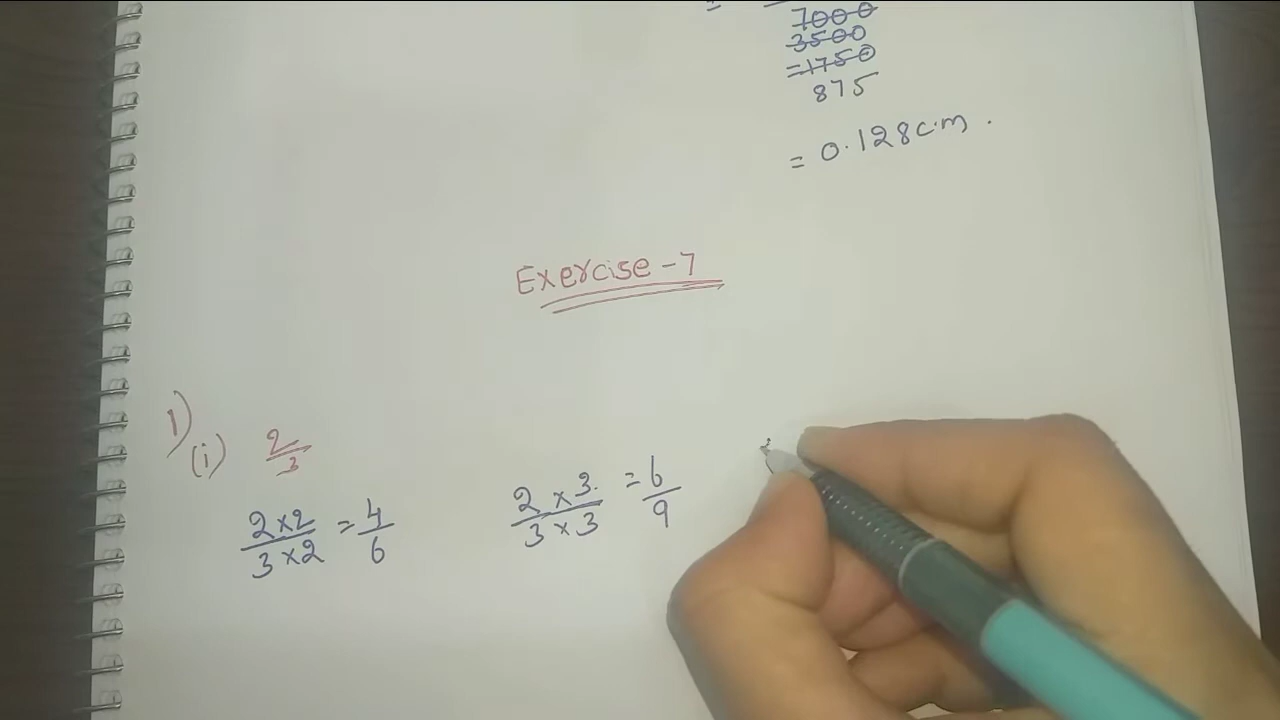 =
7000
3500
=1750
875
= 0.128c.m.
Exercise-7
1)
(i) 2/3
2×2/3×2 = 4/6
2×3/3×3 = 6/9